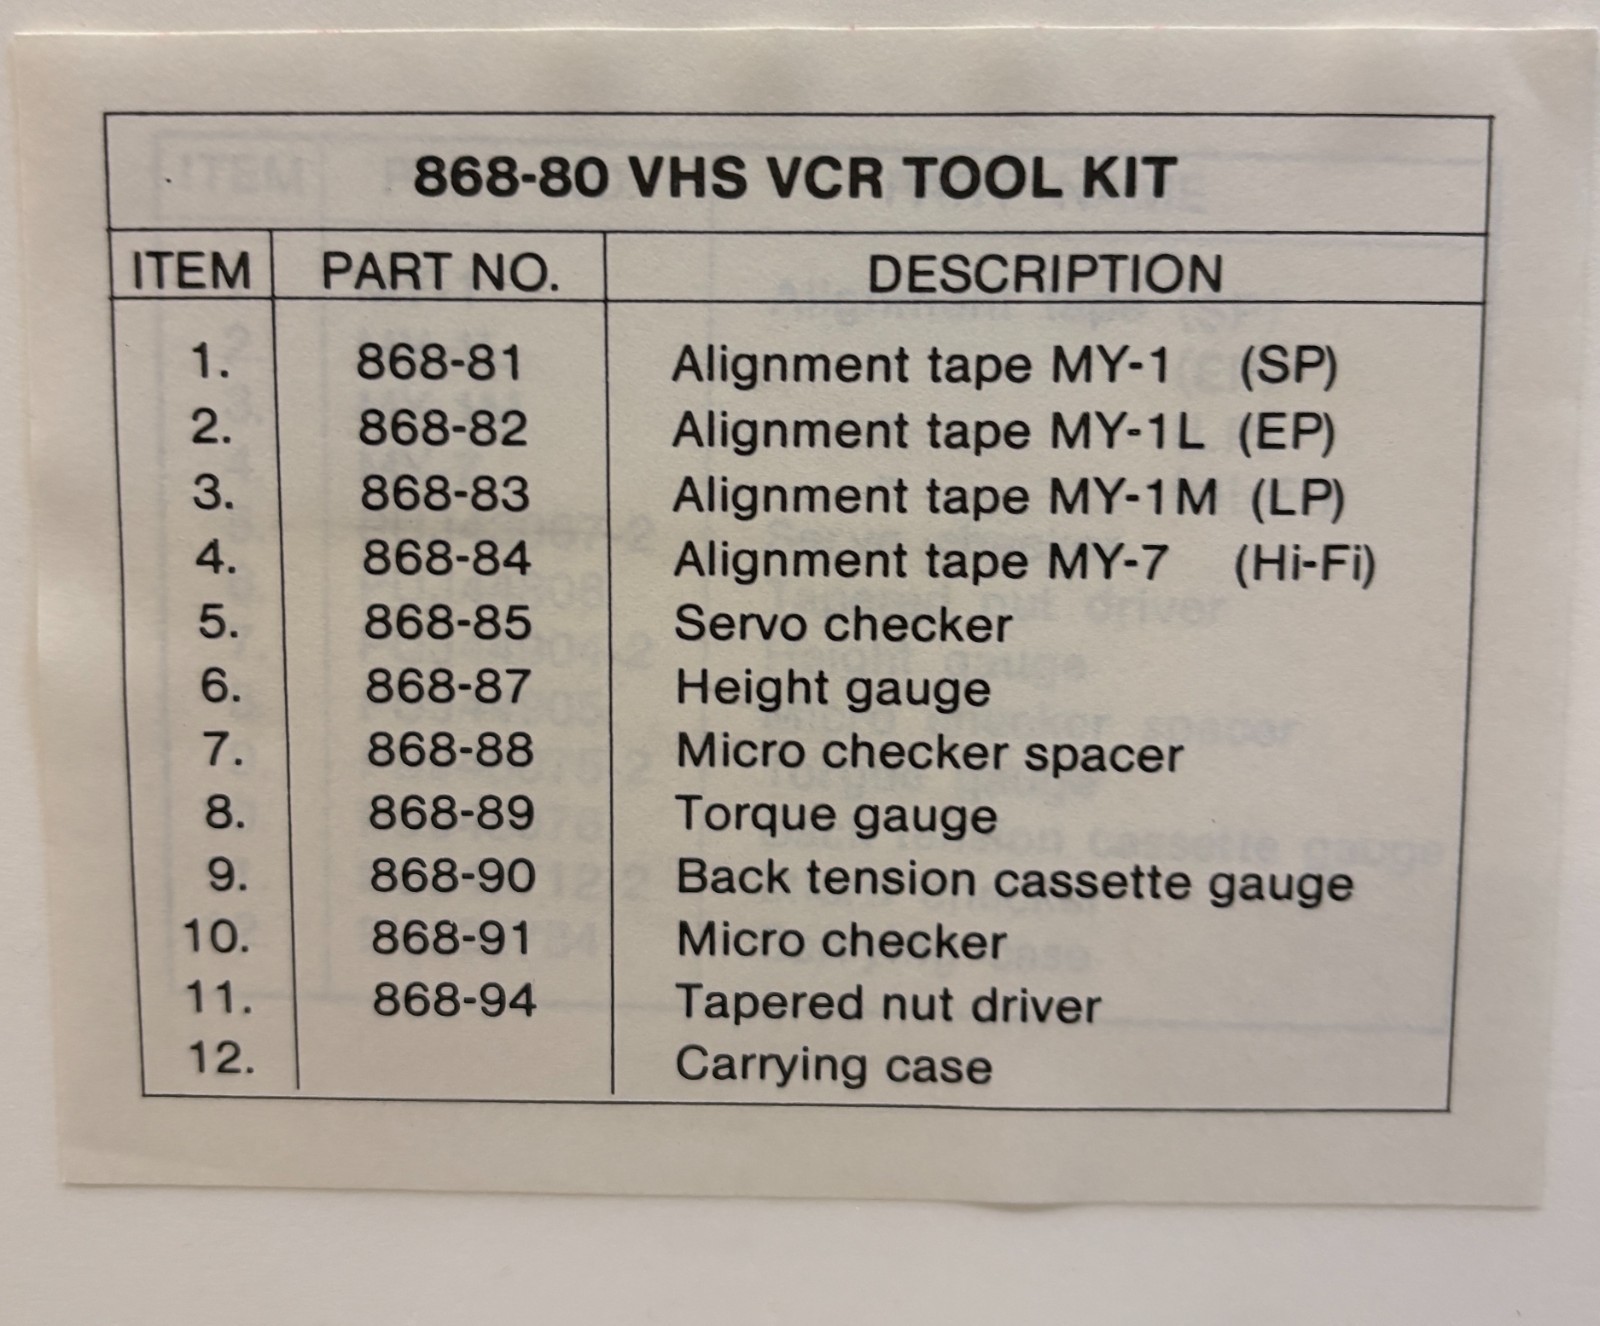 868-80 VHS VCR TOOL KIT
ITEM PART NO. DESCRIPTION
1. 868-81 Alignment tape MY-1 (SP)
2. 868-82 Alignment tape MY-1L (EP)
3. 868-83 Alignment tape MY-1M (LP)
4. 868-84 Alignment tape MY-7 (Hi-Fi)
5. 868-85 Servo checker
6. 868-87 Height gauge
7. 868-88 Micro checker spacer
8. 868-89 Torque gauge
9. 868-90 Back tension cassette gauge
10. 868-91 Micro checker
11. 868-94 Tapered nut driver
12. Carrying case